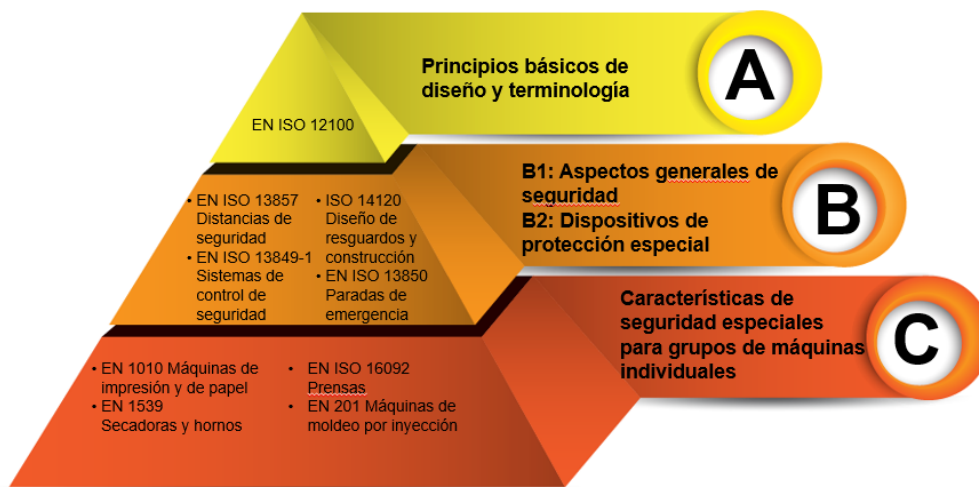 Principios básicos de
diseño y terminología
A
EN ISO 12100
B1: Aspectos generales de
seguridad
B2: Dispositivos de
protección especial
B
• EN ISO 13857
Distancias de
seguridad
• EN ISO 13849-1
Sistemas de
control de
seguridad
• ISO 14120
Diseño de
resguardos y
construcción
• EN ISO 13850
Paradas de
emergencia
Características de
seguridad especiales
para grupos de máquinas
individuales
C
• EN 1010 Máquinas de
impresión y de papel
• EN 1539
Secadoras y hornos
• EN ISO 16092
Prensas
• EN 201 Máquinas de
moldeo por inyección